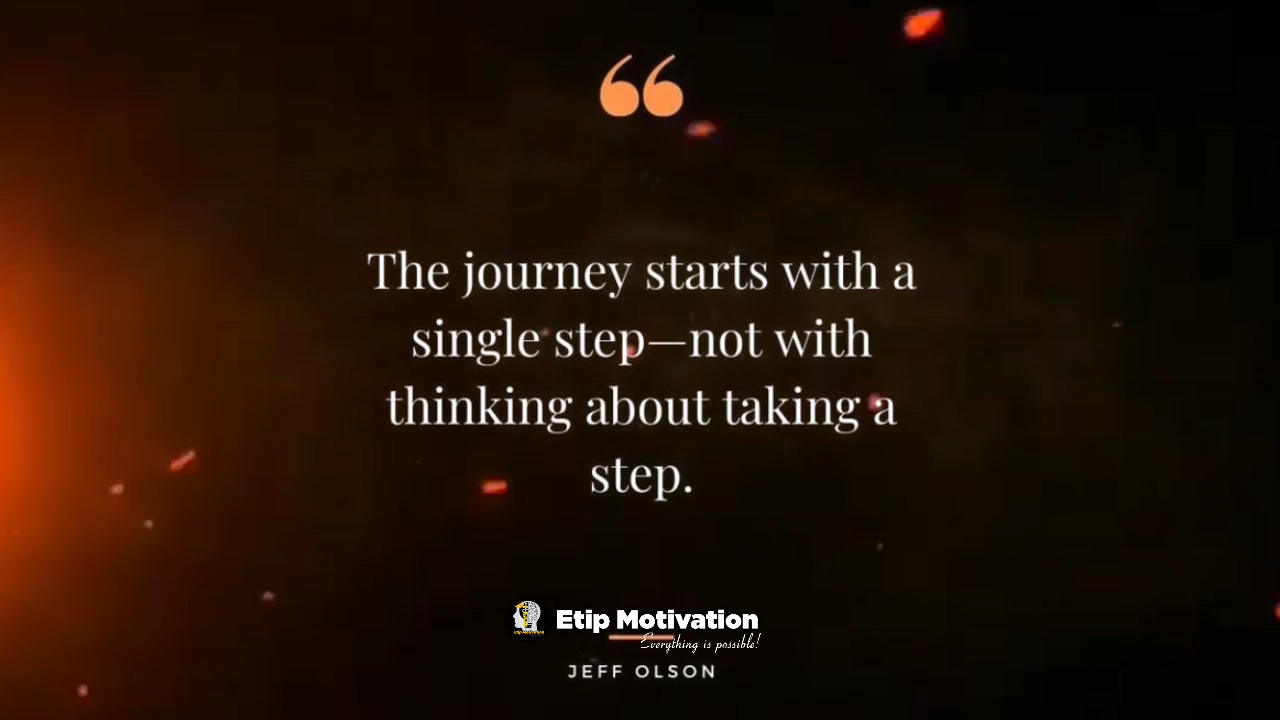 “
The journey starts with a
single step—not with
thinking about taking a
step.
Etip Motivation
Everything is possible!
JEFF OLSON